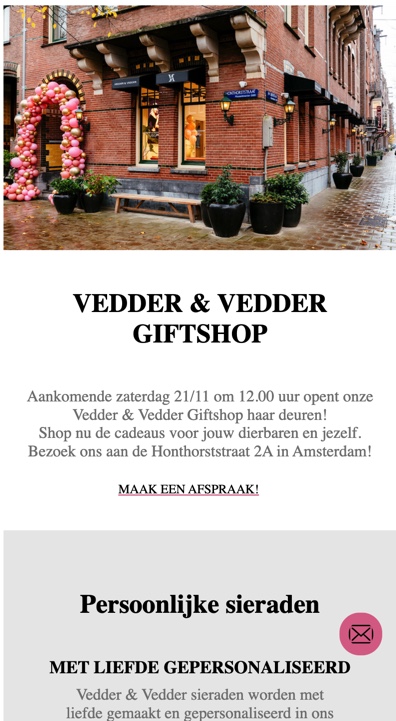 VEDDER & VEDDER
GIFTSHOP
Aankomende zaterdag 21/11 om 12.00 uur opent onze
Vedder & Vedder Giftshop haar deuren!
Shop nu de cadeaus voor jouw dierbaren en jezelf.
Bezoek ons aan de Honthorststraat 2A in Amsterdam!
MAAK EEN AFSPRAAK!
Persoonlijke sieraden
MET LIEFDE GEPERSONALISEERD
Vedder & Vedder sieraden worden met
liefde gemaakt en gepersonaliseerd in ons